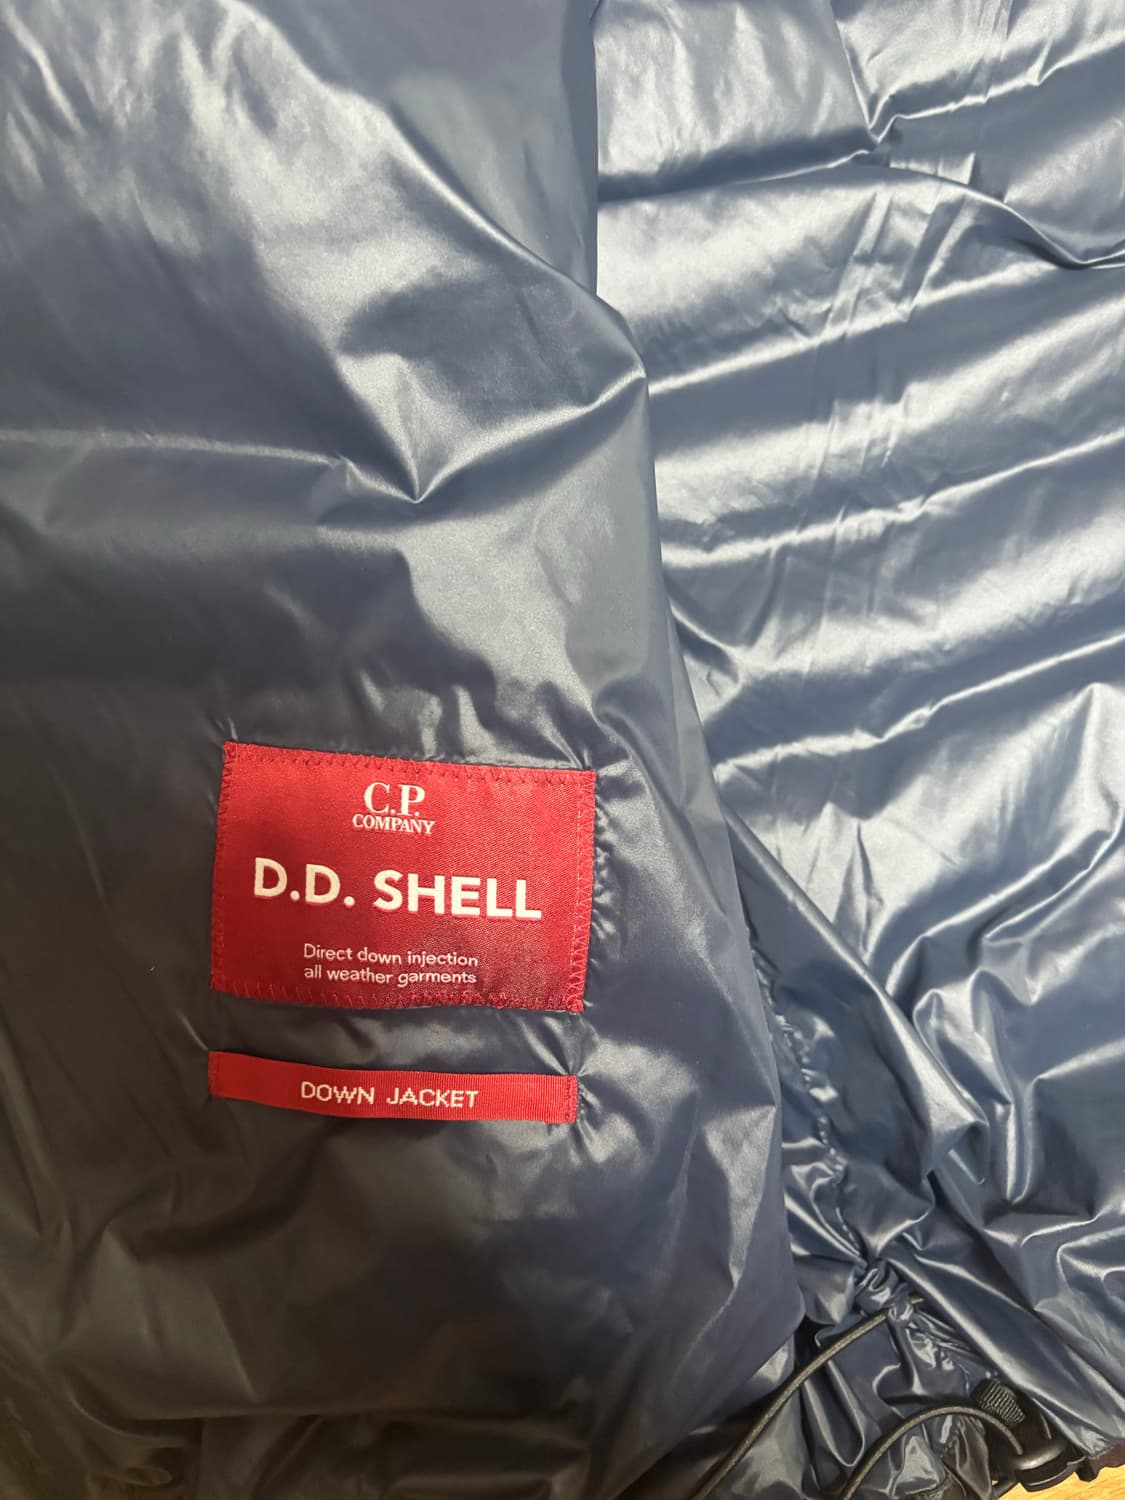 C.P.
COMPANY
D.D. SHELL
Direct down injection
all weather garments
DOWN JACKET